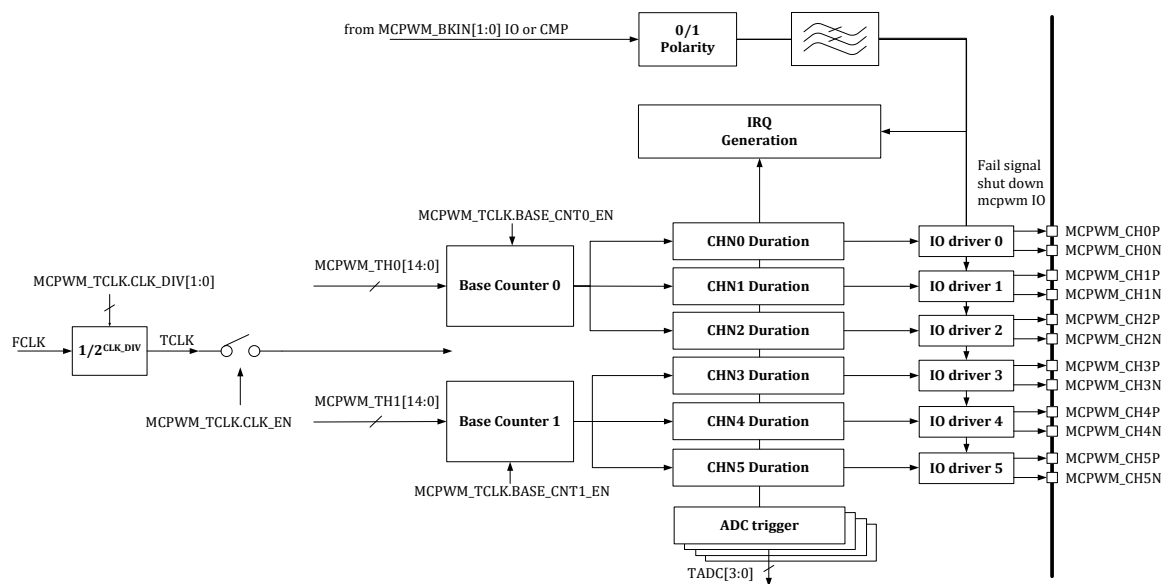 from MCPWM_BKIN[1:0] IO or CMP
0/1
Polarity
IRQ
Generation
Fail signal
shut down
mcpwm IO
MCPWM_TCLK.BASE_CNT0_EN
MCPWM_TH0[14:0]
Base Counter 0
CHN0 Duration
CHN1 Duration
CHN2 Duration
IO driver 0
IO driver 1
IO driver 2
MCPWM_CH0P
MCPWM_CH0N
MCPWM_CH1P
MCPWM_CH1N
MCPWM_CH2P
MCPWM_CH2N
MCPWM_TCLK.CLK_DIV[1:0]
FCLK
1/2^CLK_DIV
TCLK
MCPWM_TCLK.CLK_EN
MCPWM_TH1[14:0]
Base Counter 1
MCPWM_TCLK.BASE_CNT1_EN
CHN3 Duration
CHN4 Duration
CHN5 Duration
IO driver 3
IO driver 4
IO driver 5
MCPWM_CH3P
MCPWM_CH3N
MCPWM_CH4P
MCPWM_CH4N
MCPWM_CH5P
MCPWM_CH5N
ADC trigger
TADC[3:0]